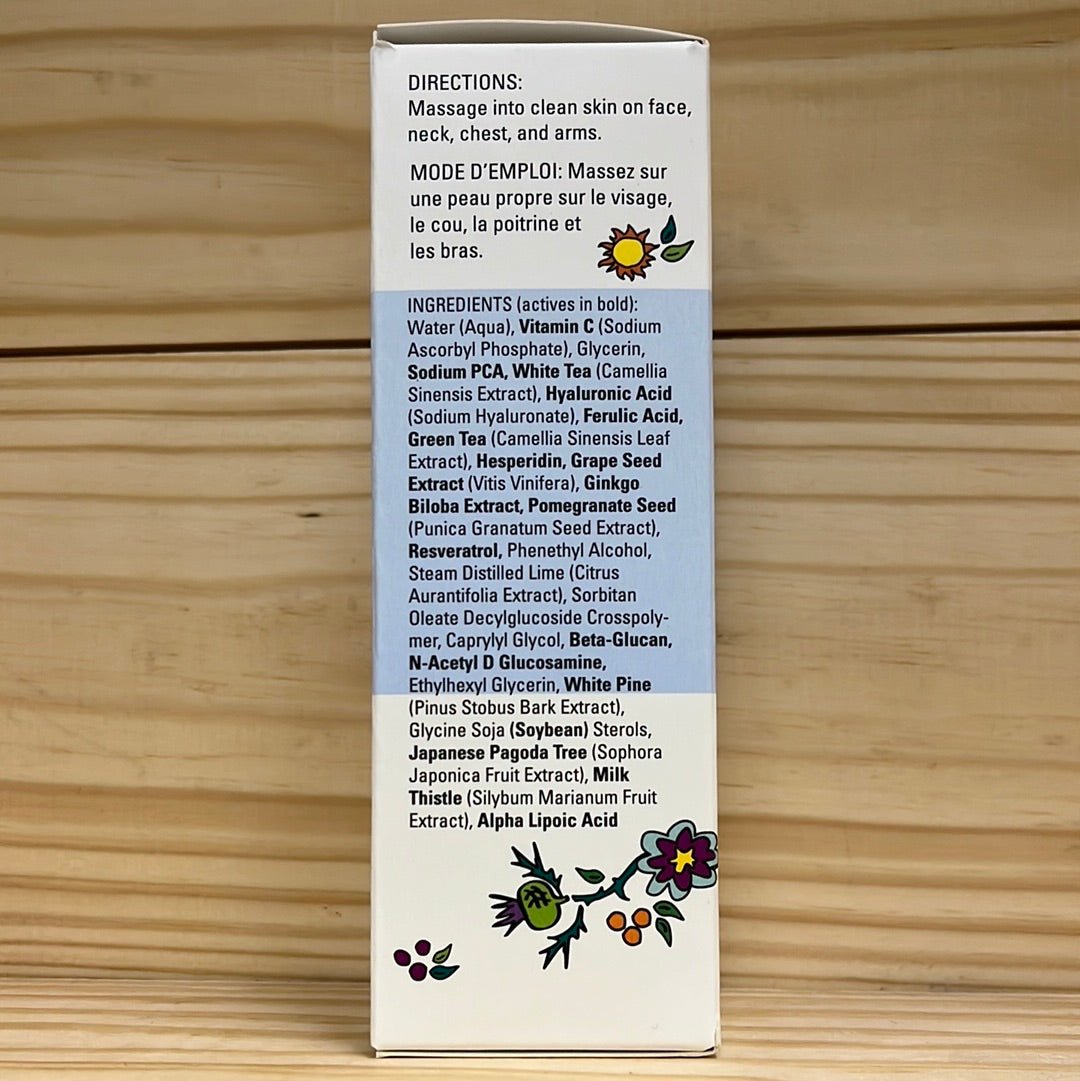 DIRECTIONS:
Massage into clean skin on face,
neck, chest, and arms.
MODE D'EMPLOI: Massez sur
une peau propre sur le visage,
le cou, la poitrine et
les bras.
INGREDIENTS (actives in bold):
Water (Aqua), Vitamin C (Sodium
Ascorbyl Phosphate), Glycerin,
Sodium PCA, White Tea (Camellia
Sinensis Extract), Hyaluronic Acid
(Sodium Hyaluronate), Ferulic Acid,
Green Tea (Camellia Sinensis Leaf
Extract), Hesperidin, Grape Seed
Extract (Vitis Vinifera), Ginkgo
Biloba Extract, Pomegranate Seed
(Punica Granatum Seed Extract),
Resveratrol, Phenethyl Alcohol,
Steam Distilled Lime (Citrus
Aurantifolia Extract), Sorbitan
Oleate Decylglucoside Crosspoly-
mer, Caprylyl Glycol, Beta-Glucan,
N-Acetyl D Glucosamine,
Ethylhexyl Glycerin, White Pine
(Pinus Stobus Bark Extract),
Glycine Soja (Soybean) Sterols,
Japanese Pagoda Tree (Sophora
Japonica Fruit Extract), Milk
Thistle (Silybum Marianum Fruit
Extract), Alpha Lipoic Acid